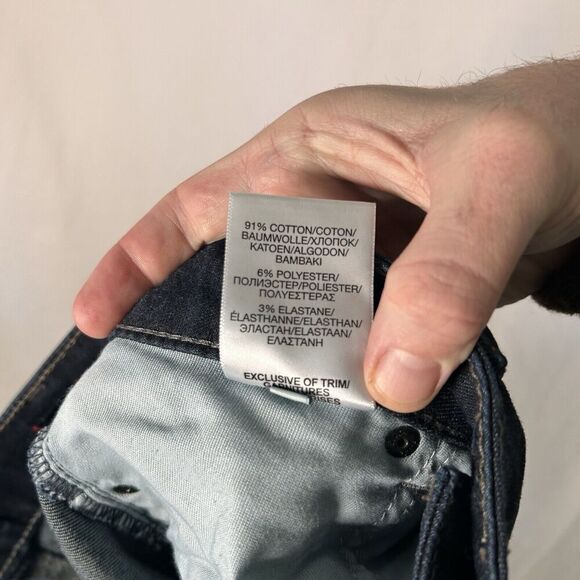 91% COTTON/COTON/
BAUMWOLLE/ХЛОПОК/
KATOEN/ALGODON/
BAMBAKI
6% POLYESTER/
ПОЛИЭСТЕР/POLIESTER/
ΠΟΛΥΕΣΤΕΡΑΣ
3% ELASTANE/
ÉLASTHANNE/ELASTHAN/
ЭЛАСТАН/ELASTAAN/
ΕΛΑΣΤΑΝΗ
EXCLUSIVE OF TRIM/
GARNITURES